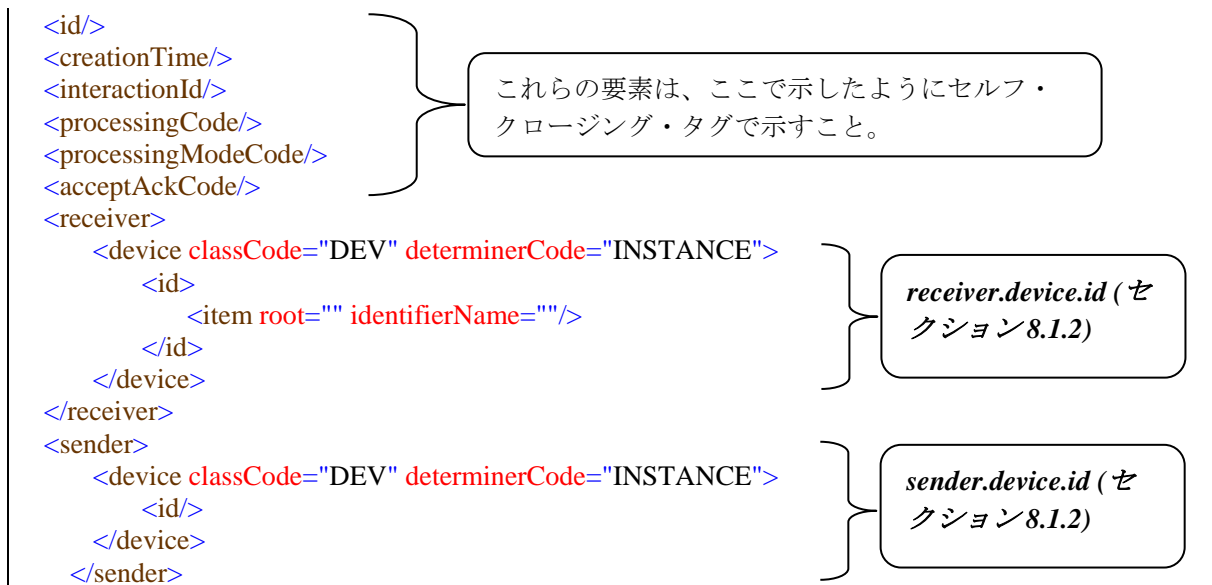 <id/>
<creationTime/>
<interactionId/>
<processingCode/>
<processingModeCode/>
<acceptAckCode/>
これらの要素は、ここで示したようにセルフ・
クロージング・タグで示すこと。
<receiver>
<device classCode="DEV" determinerCode="INSTANCE">
<id>
<item root="" identifierName=""/>
</id>
</device>
</receiver>
receiver.device.id (セ
クション 8.1.2)
<sender>
<device classCode="DEV" determinerCode="INSTANCE">
<id/>
</device>
</sender>
sender.device.id (セ
クション 8.1.2)